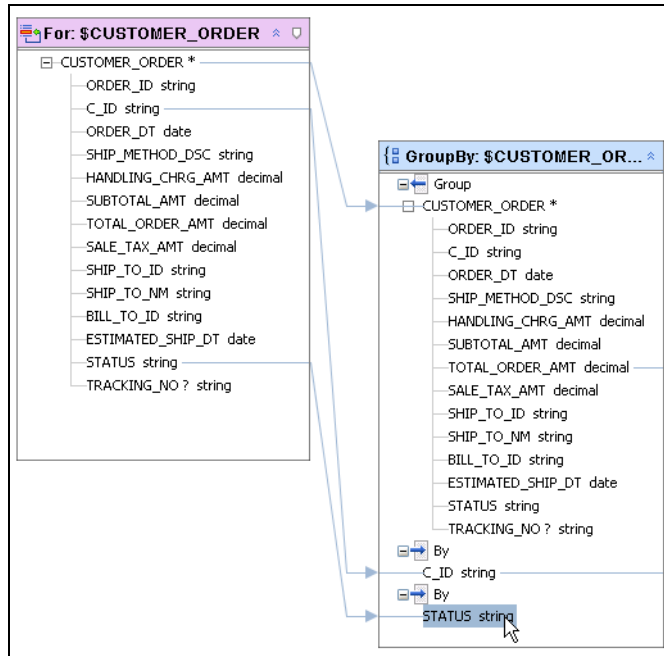 For: $CUSTOMER_ORDER
CUSTOMER_ORDER *
ORDER_ID string
C_ID string
ORDER_DT date
SHIP_METHOD_DSC string
HANDLING_CHRG_AMT decimal
SUBTOTAL_AMT decimal
TOTAL_ORDER_AMT decimal
SALE_TAX_AMT decimal
SHIP_TO_ID string
SHIP_TO_NM string
BILL_TO_ID string
ESTIMATED_SHIP_DT date
STATUS string
TRACKING_NO ? string
GroupBy: $CUSTOMER_OR...
Group
CUSTOMER_ORDER *
ORDER_ID string
C_ID string
ORDER_DT date
SHIP_METHOD_DSC string
HANDLING_CHRG_AMT decimal
SUBTOTAL_AMT decimal
TOTAL_ORDER_AMT decimal
SALE_TAX_AMT decimal
SHIP_TO_ID string
SHIP_TO_NM string
BILL_TO_ID string
ESTIMATED_SHIP_DT date
STATUS string
TRACKING_NO ? string
By
C_ID string
By
STATUS string